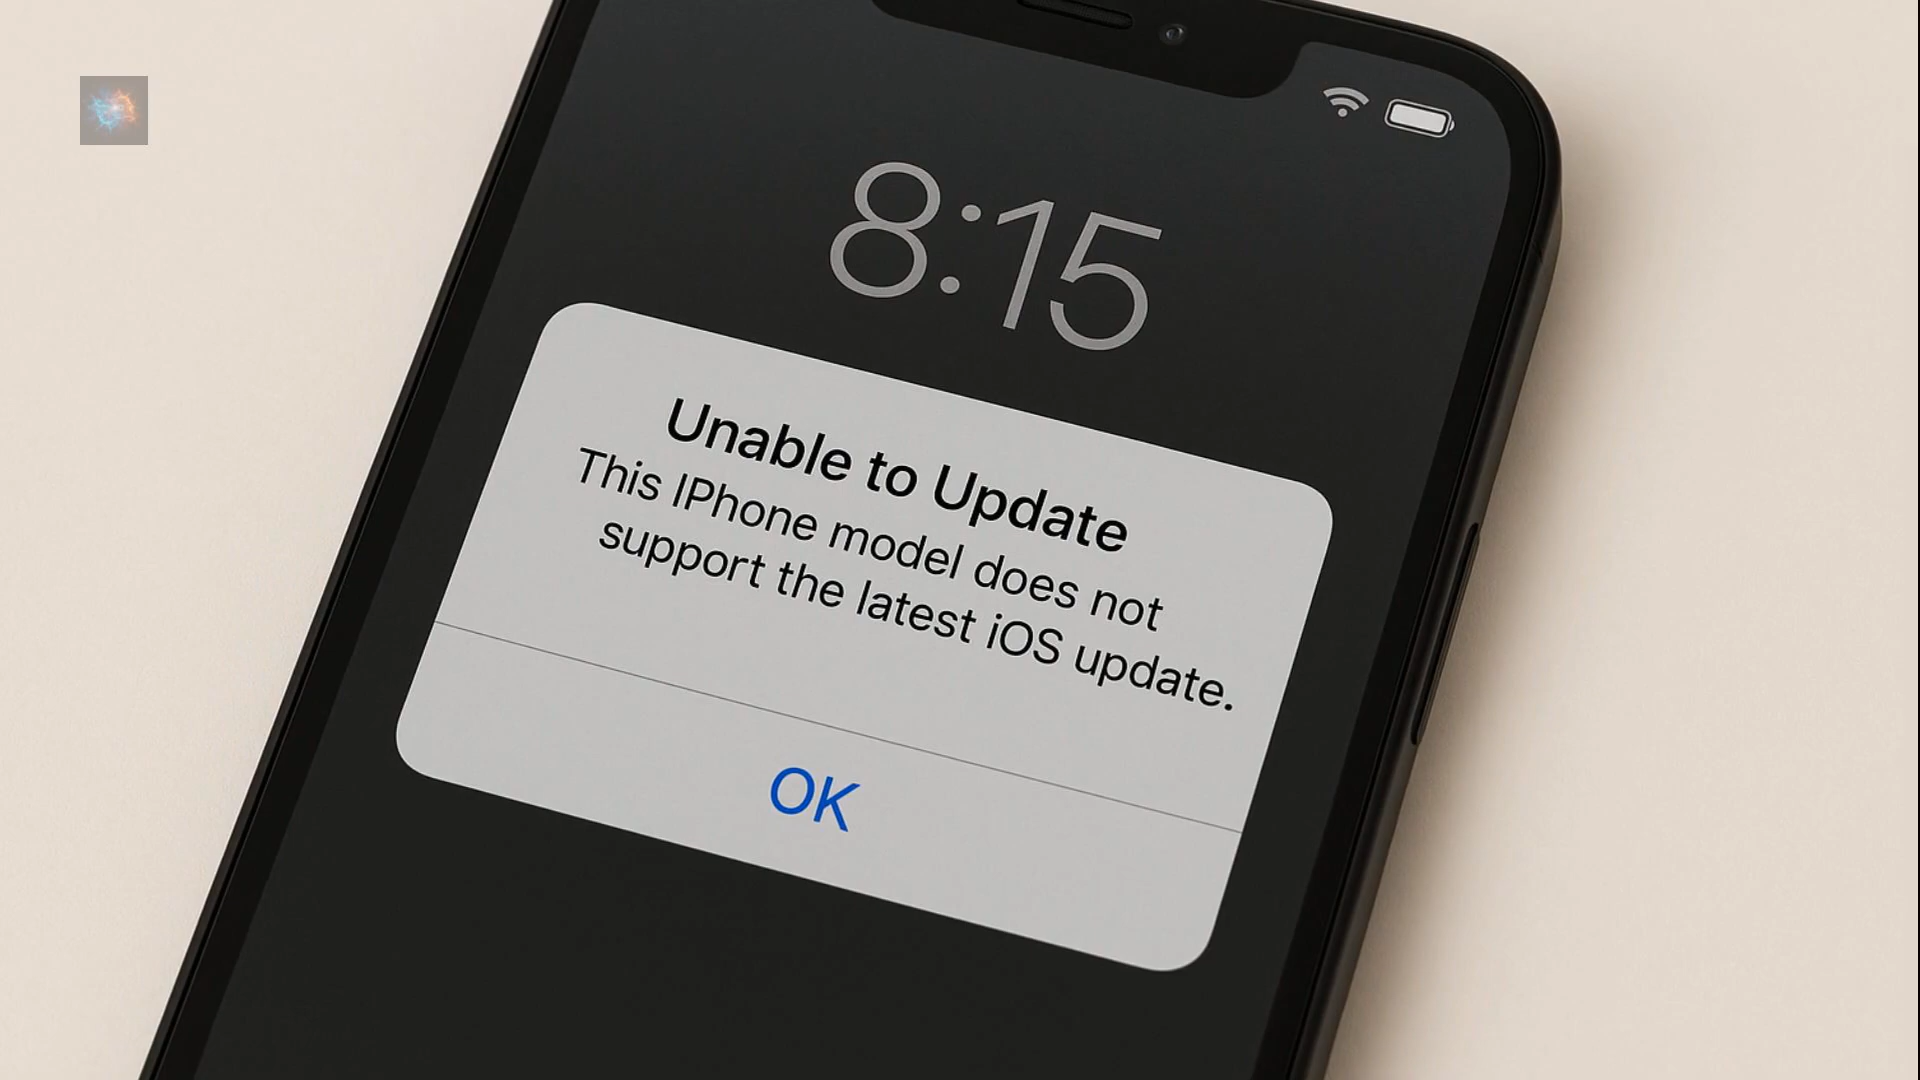 8:15
Unable to Update
This IPhone model does not
support the latest iOS update.
OK